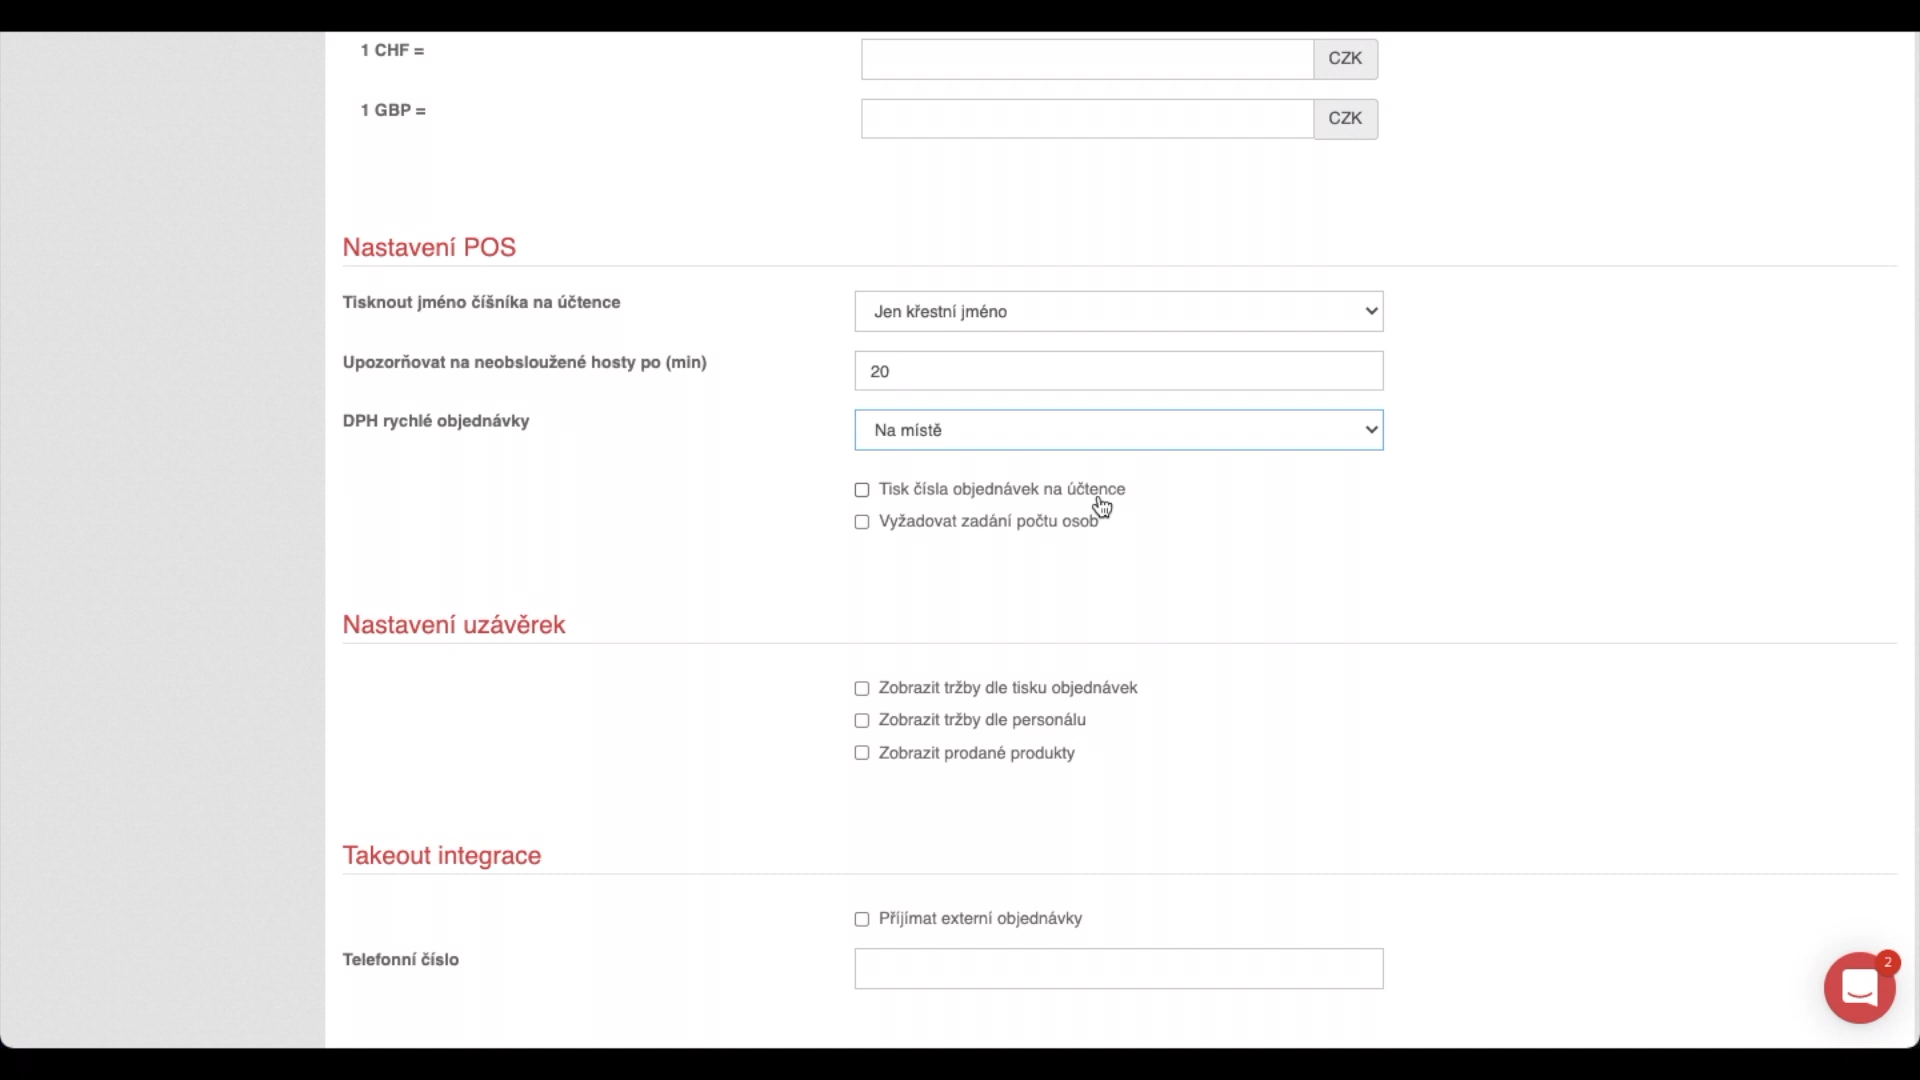 1 CHF =
CZK
1 GBP =
CZK
Nastavení POS
Tisknout jméno číšníka na účtence
Jen křestní jméno
Upozorňovat na neobsloužené hosty po (min)
20
DPH rychlé objednávky
Na místě
Tisk čísla objednávek na účtence
Vyžadovat zadání počtu osob
Nastavení uzávěrek
Zobrazit tržby dle tisku objednávek
Zobrazit tržby dle personálu
Zobrazit prodané produkty
Takeout integrace
Příjímat externí objednávky
Telefonní číslo
2